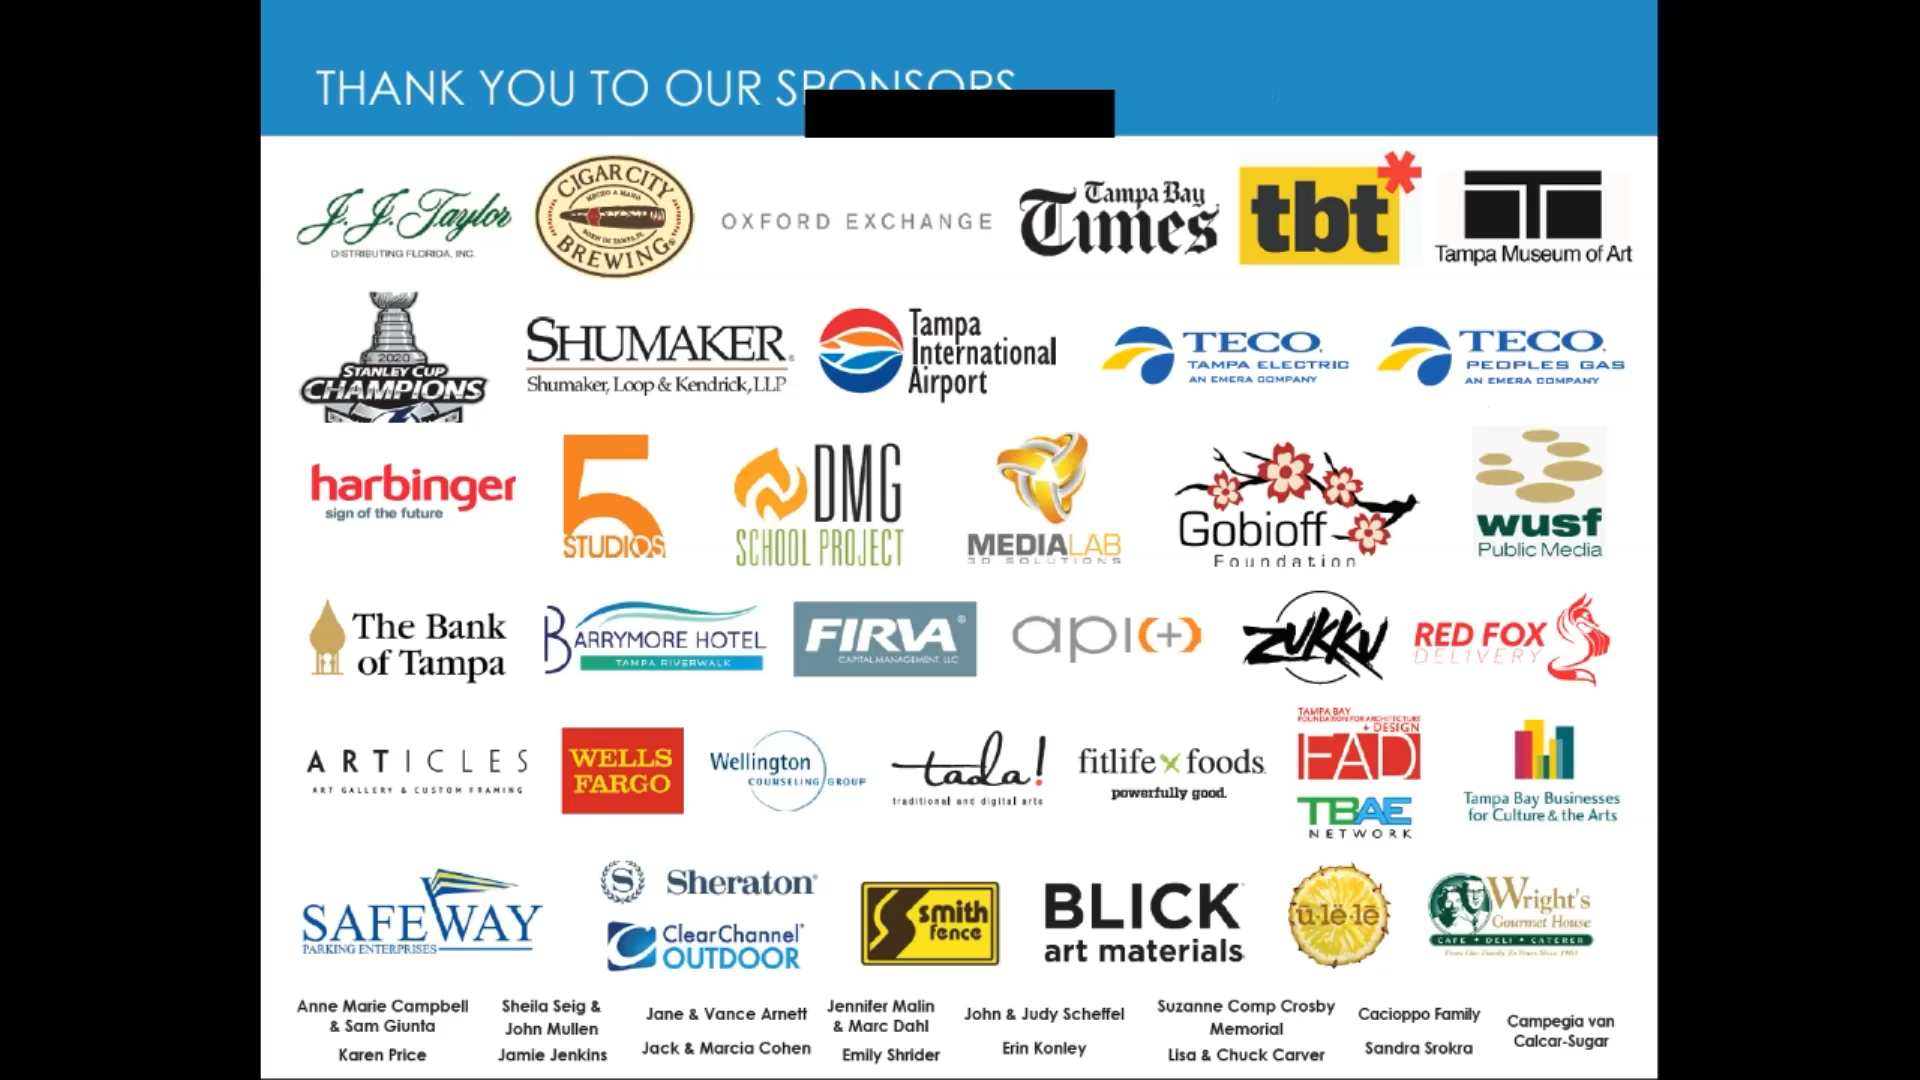 THANK YOU TO OUR SPONSORS
J.J. Taylor
DISTRIBUTING FLORIDA, INC.
CIGAR CITY
HECHO A MANO
BORN IN TAMPA, FL
BREWING®
OXFORD EXCHANGE
Tampa Bay
Times
tbt*
Tampa Museum of Art
2020
STANLEY CUP
CHAMPIONS
SHUMAKER®
Shumaker, Loop & Kendrick, LLP
Tampa
International
Airport
TECO.
TAMPA ELECTRIC
AN EMERA COMPANY
TECO.
PEOPLES GAS
AN EMERA COMPANY
harbinger
sign of the future
5
STUDIOS
DMG
SCHOOL PROJECT
MEDIALAB
3D SOLUTIONS
Gobioff
Foundation
wusf
Public Media
The Bank
of Tampa
BARRYMORE HOTEL
TAMPA RIVERWALK
FIRVA®
CAPITAL MANAGEMENT, LLC
api(+)
ZUKKU
RED FOX
DELIVERY
ARTICLES
ART GALLERY & CUSTOM FRAMING
WELLS
FARGO
Wellington
COUNSELING GROUP
tada!
traditional and digital arts
fitlife foods.
powerfully good.
TAMPA BAY
FOUNDATION FOR ARCHITECTURE
+ DESIGN
FAD
TBAE
NETWORK
Tampa Bay Businesses
for Culture & the Arts
SAFEWAY
PARKING ENTERPRISES
S
Sheraton®
ClearChannel®
OUTDOOR
smith
fence
BLICK
art materials
ū·lē·lē
Wright's
Gourmet House
CAFE • DELI • CATERER
Anne Marie Campbell
& Sam Giunta
Karen Price
Sheila Seig &
John Mullen
Jamie Jenkins
Jane & Vance Arnett
Jack & Marcia Cohen
Jennifer Malin
& Marc Dahl
Emily Shrider
John & Judy Scheffel
Erin Konley
Suzanne Comp Crosby
Memorial
Lisa & Chuck Carver
Cacioppo Family
Sandra Srokra
Campegia van
Calcar-Sugar